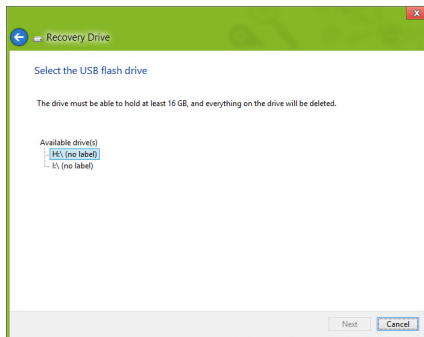 Recovery Drive
Select the USB flash drive
The drive must be able to hold at least 16 GB, and everything on the drive will be deleted.
Available drive(s)
H:\ (no label)
I:\ (no label)
Next
Cancel